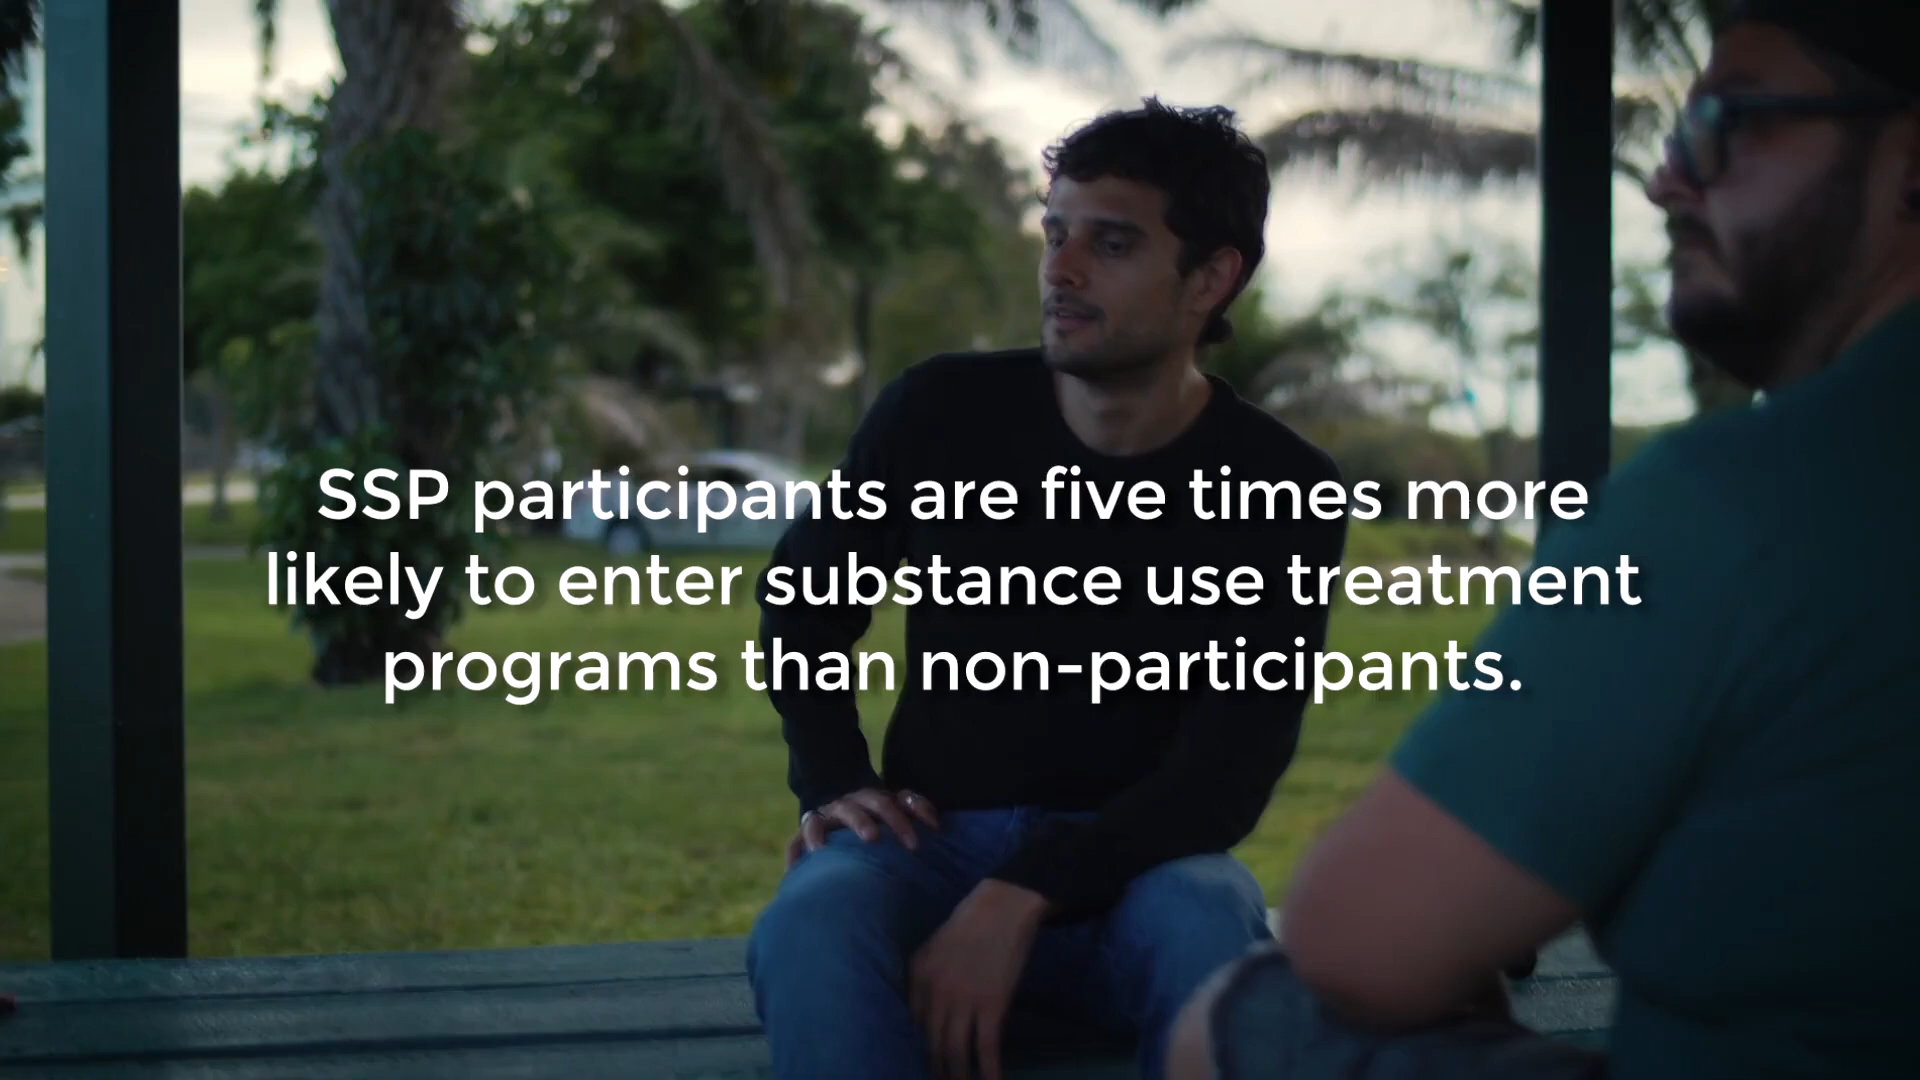 SSP participants are five times more
likely to enter substance use treatment
programs than non-participants.